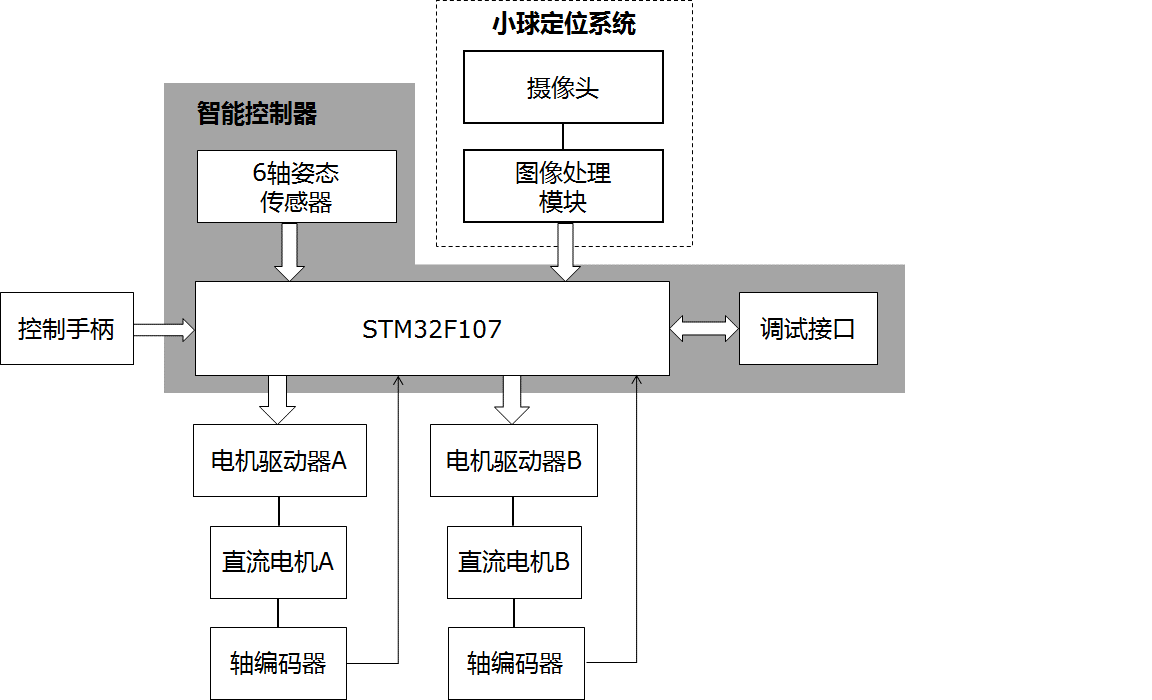 小球定位系统
摄像头
智能控制器
6轴姿态
传感器
图像处理
模块
控制手柄
STM32F107
调试接口
电机驱动器A
电机驱动器B
直流电机A
直流电机B
轴编码器
轴编码器